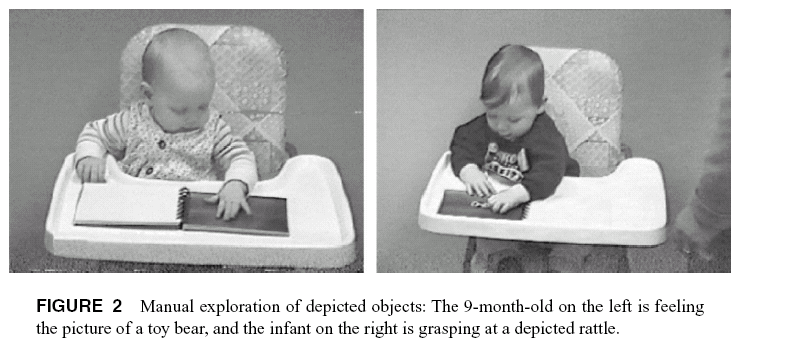 FIGURE 2 Manual exploration of depicted objects: The 9-month-old on the left is feeling
the picture of a toy bear, and the infant on the right is grasping at a depicted rattle.